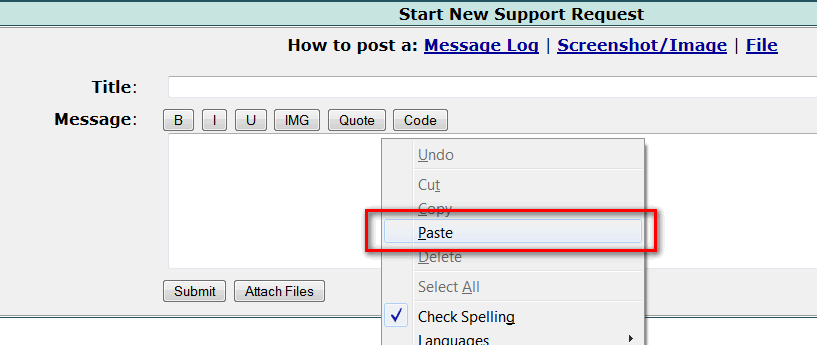 Start New Support Request
How to post a: Message Log | Screenshot/Image | File
Title:
Message: B I U IMG Quote Code
Undo
Cut
Copy
Paste
Delete
Select All
Submit Attach Files
Check Spelling
Languages